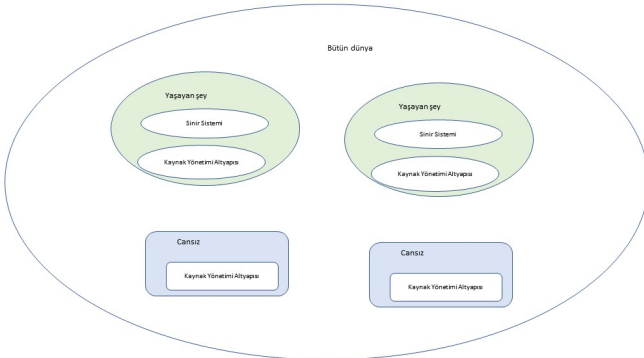 Bütün dünya
Yaşayan şey
Sinir Sistemi
Kaynak Yönetimi Altyapısı
Yaşayan şey
Sinir Sistemi
Kaynak Yönetimi Altyapısı
Cansız
Kaynak Yönetimi Altyapısı
Cansız
Kaynak Yönetimi Altyapısı